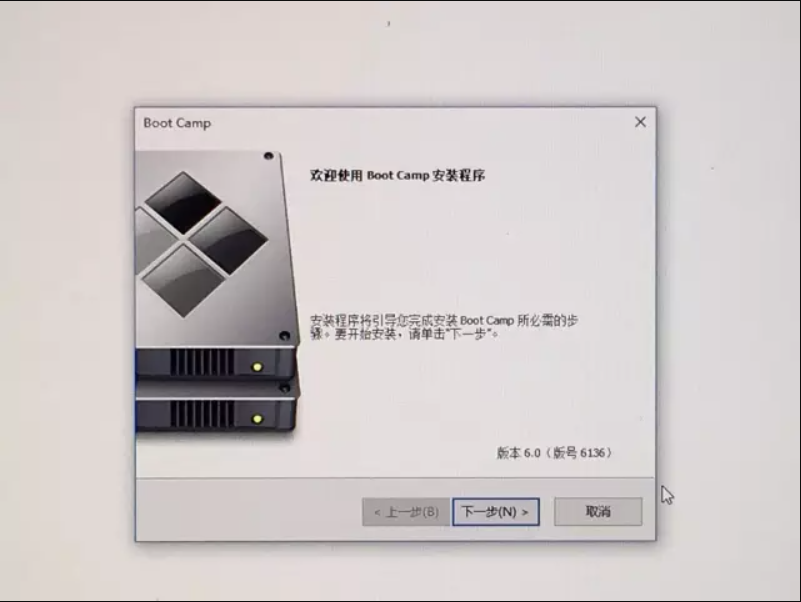 Boot Camp
欢迎使用 Boot Camp 安装程序
安装程序将引导您完成安装 Boot Camp 所必需的步
骤。要开始安装，请单击“下一步”。
版本 6.0（版号 6136）
< 上一步(B)
下一步(N) >
取消